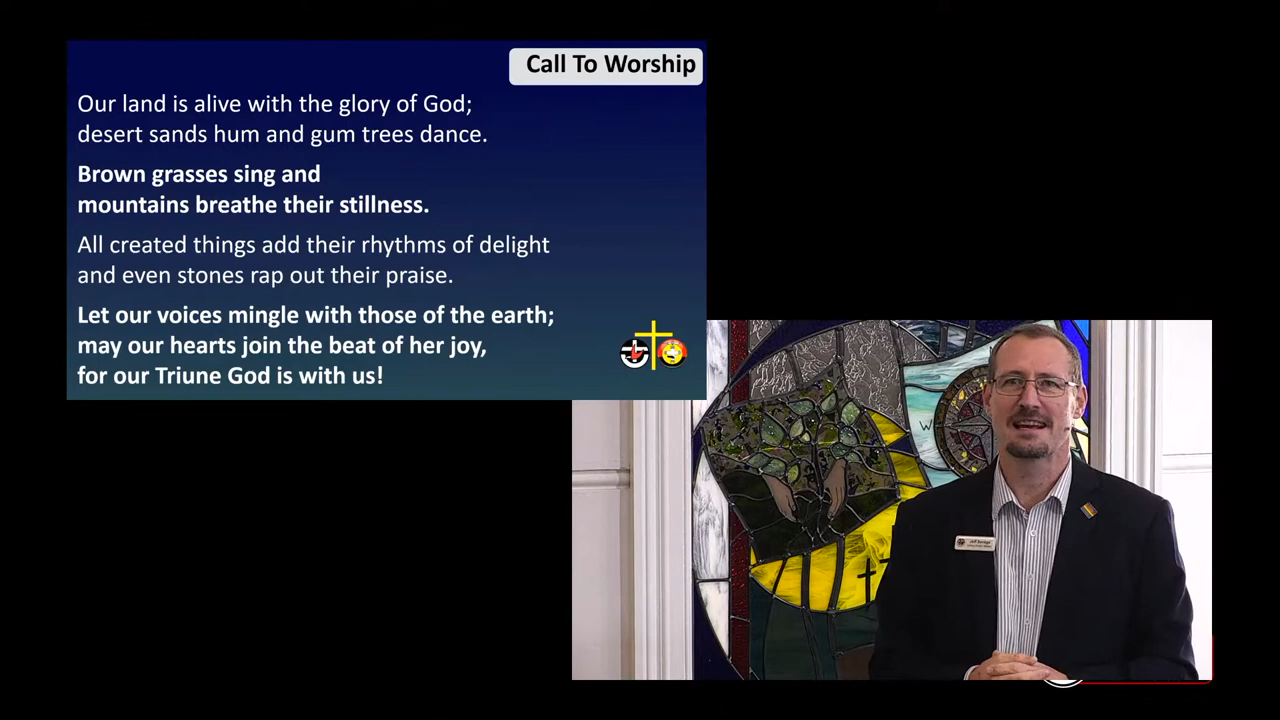 Call To Worship
Our land is alive with the glory of God;
desert sands hum and gum trees dance.
Brown grasses sing and
mountains breathe their stillness.
All created things add their rhythms of delight
and even stones rap out their praise.
Let our voices mingle with those of the earth;
may our hearts join the beat of her joy,
for our Triune God is with us!
W